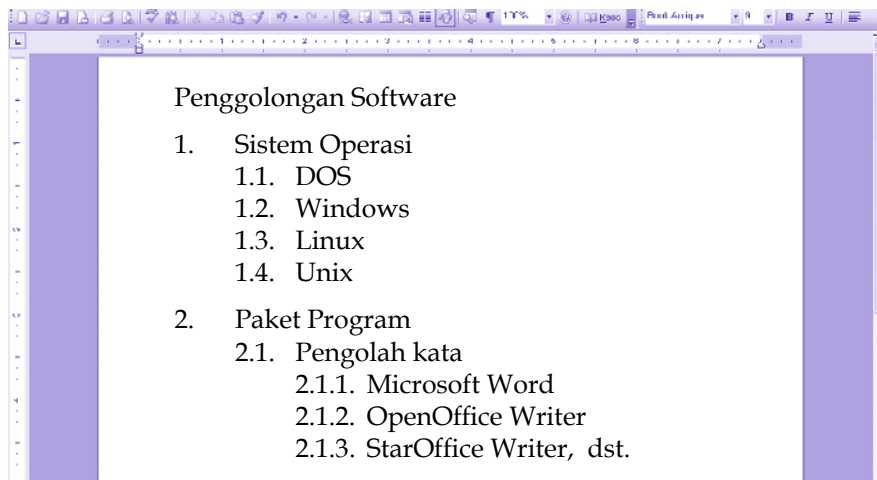 Penggolongan Software
1. Sistem Operasi
1.1. DOS
1.2. Windows
1.3. Linux
1.4. Unix
2. Paket Program
2.1. Pengolah kata
2.1.1. Microsoft Word
2.1.2. OpenOffice Writer
2.1.3. StarOffice Writer, dst.